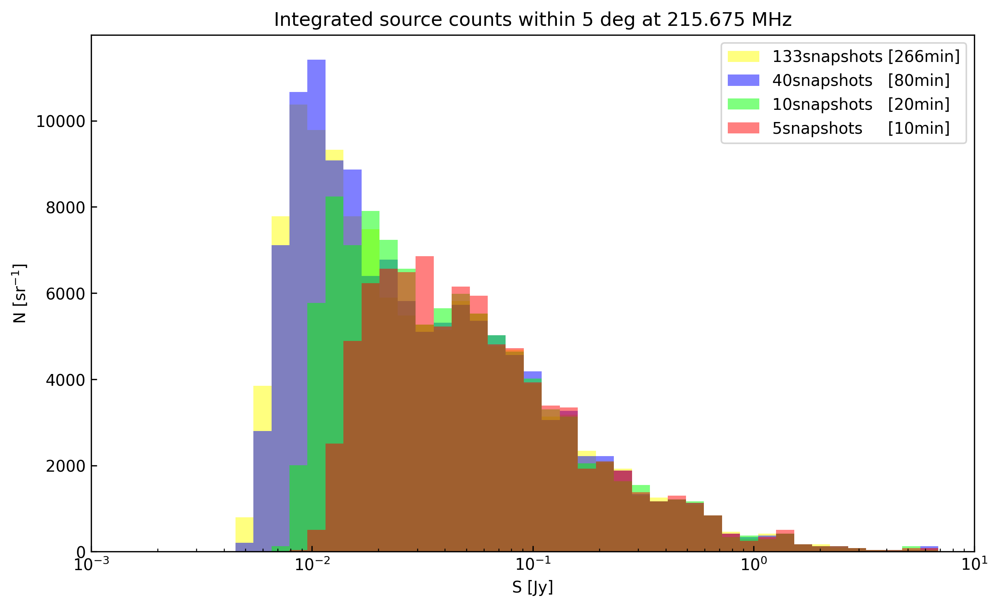 Integrated source counts within 5 deg at 215.675 MHz
133snapshots [266min]
40snapshots [80min]
10snapshots [20min]
5snapshots [10min]
10000
8000
6000
4000
2000
0
N [sr⁻¹]
10⁻³ 10⁻² 10⁻¹ 10⁰ 10¹
S [Jy]